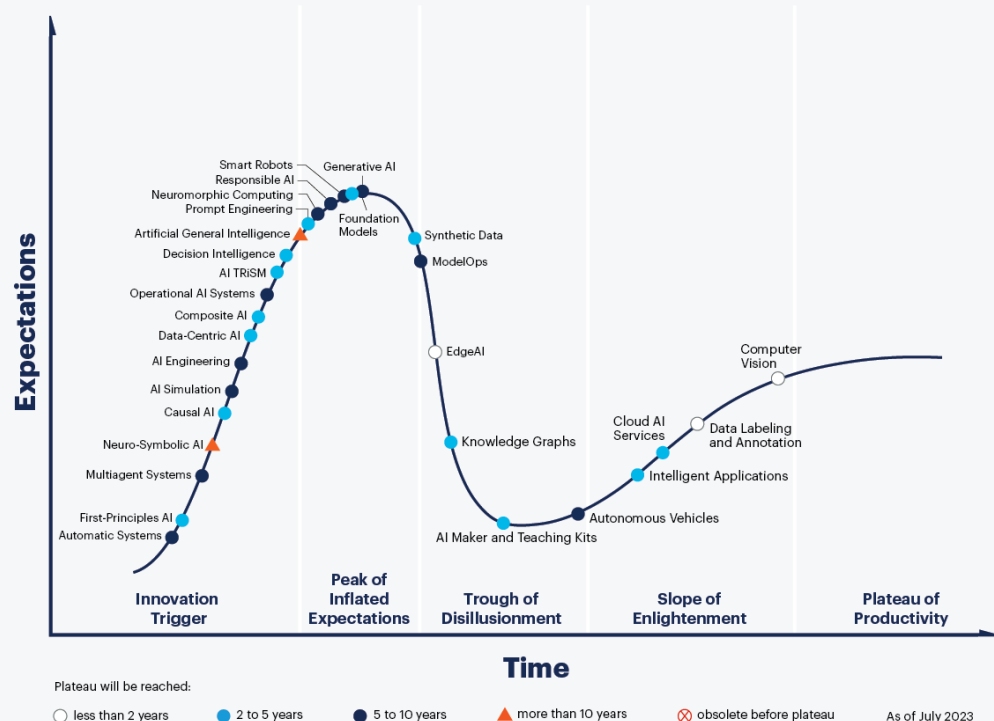 Expectations
Smart Robots
Generative AI
Responsible AI
Neuromorphic Computing
Prompt Engineering
Foundation
Models
Artificial General Intelligence
Synthetic Data
Decision Intelligence
ModelOps
AI TRiSM
Operational AI Systems
Composite AI
Data-Centric AI
EdgeAI
Computer
Vision
AI Engineering
AI Simulation
Causal AI
Cloud AI
Services
Data Labeling
and Annotation
Neuro-Symbolic AI
Knowledge Graphs
Multiagent Systems
Intelligent Applications
First-Principles AI
Autonomous Vehicles
Automatic Systems
AI Maker and Teaching Kits
Innovation
Trigger
Peak of
Inflated
Expectations
Trough of
Disillusionment
Slope of
Enlightenment
Plateau of
Productivity
Time
Plateau will be reached:
less than 2 years
2 to 5 years
5 to 10 years
more than 10 years
obsolete before plateau
As of July 2023